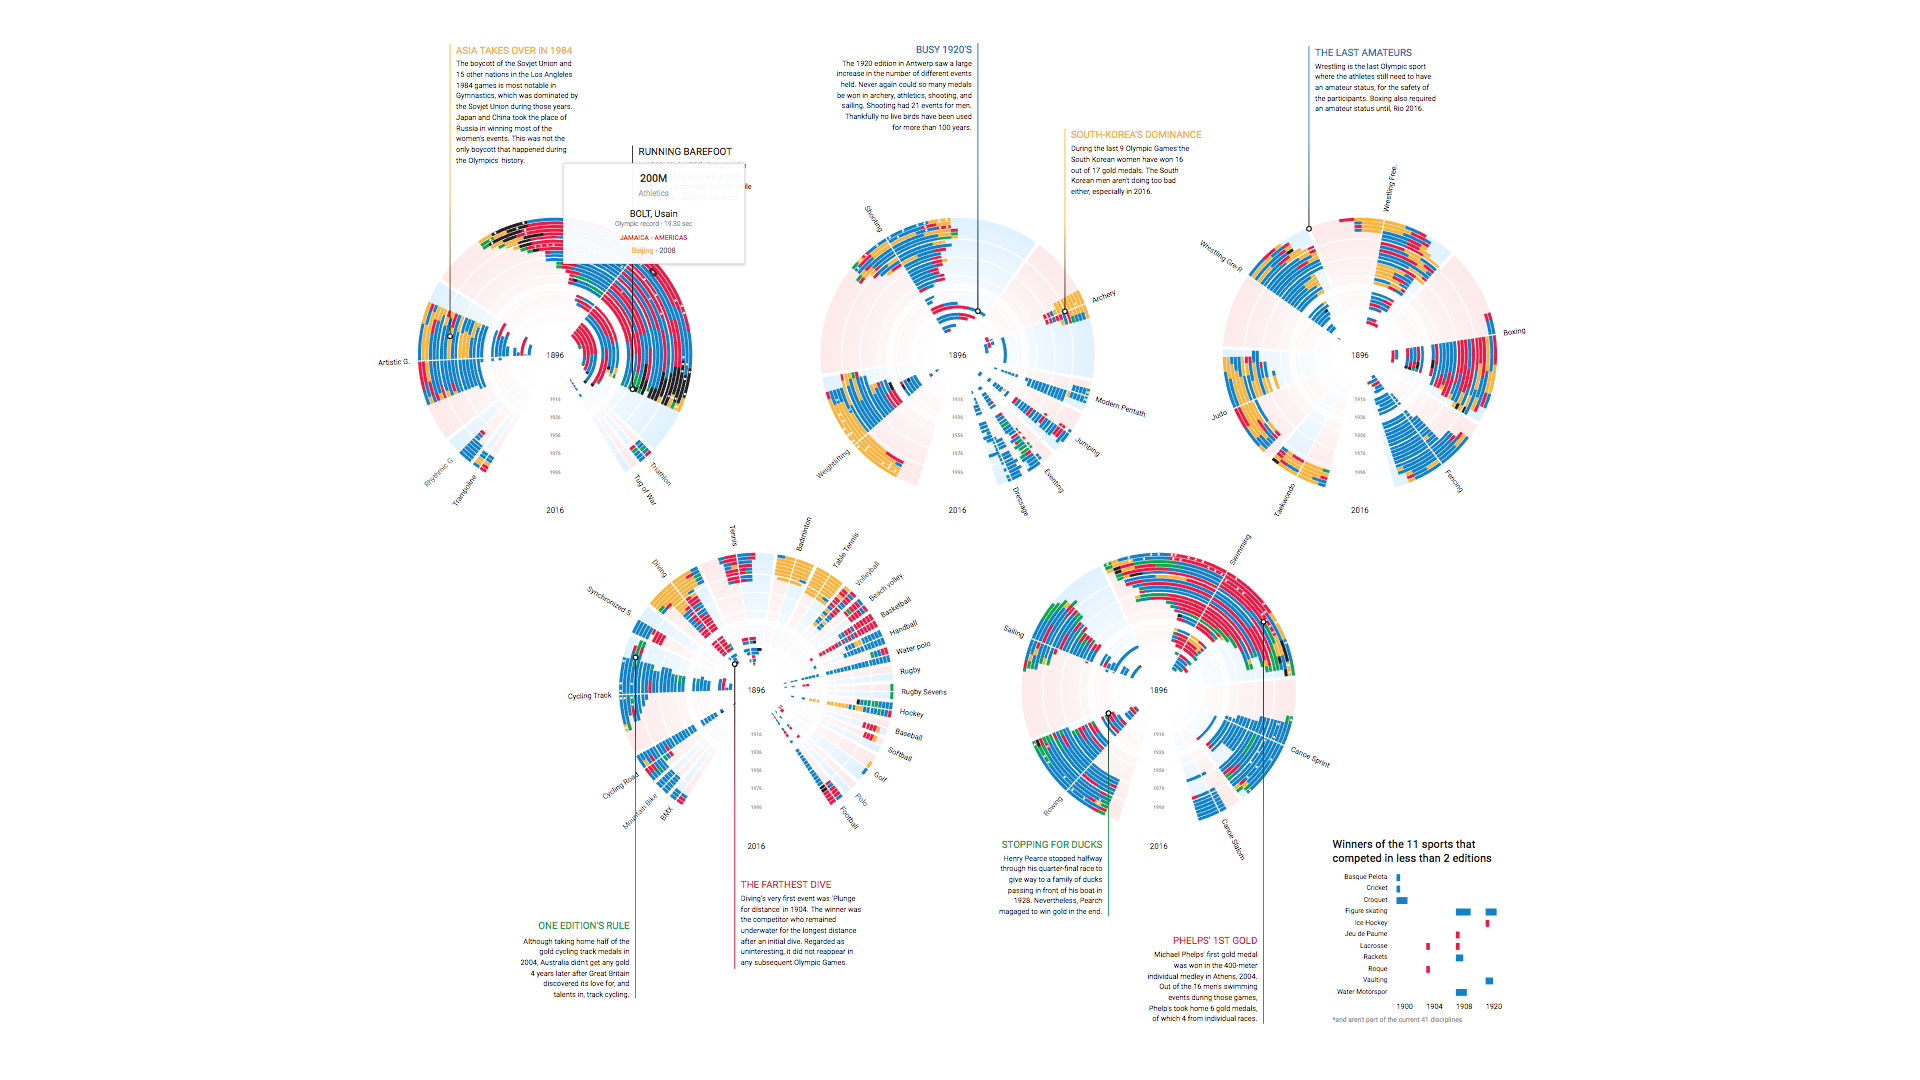 ASIA TAKES OVER IN 1984
The boycott of the Sovjet Union and
15 other nations in the Los Angleles
1984 games is most notable in
Gymnastics, which was dominated by
the Sovjet Union during those years.
Japan and China took the place of
Russia in winning most of the
women's events. This was not the
only boycott that happened during
the Olympics' history.
RUNNING BAREFOOT
200M
Athletics
BOLT, Usain
Olympic record - 19.30 sec
JAMAICA - AMERICAS
Beijing - 2008
Artistic G.
Rhythmic G.
Trampoline
Tug of War
Triathlon
1896
1916
1936
1956
1976
1996
2016
BUSY 1920'S
The 1920 edition in Antwerp saw a large
increase in the number of different events
held. Never again could so many medals
be won in archery, athletics, shooting, and
sailing. Shooting had 21 events for men.
Thankfully no live birds have been used
for more than 100 years.
SOUTH-KOREA'S DOMINANCE
During the last 9 Olympic Games the
South Korean women have won 16
out of 17 gold medals. The South
Korean men aren't doing too bad
either, especially in 2016.
Shooting
Archery
Modern Pentath.
Jumping
Eventing
Dressage
Weightlifting
1896
1916
1936
1956
1976
1996
2016
THE LAST AMATEURS
Wrestling is the last Olympic sport
where the athletes still need to have
an amateur status, for the safety of
the participants. Boxing also required
an amateur status until, Rio 2016.
Wrestling Gre-R
Wrestling Free.
Boxing
Fencing
Taekwondo
Judo
1896
1916
1936
1956
1976
1996
2016
Cycling Track
Synchronized S.
Diving
Tennis
Badminton
Table Tennis
Volleyball
Beach volley.
Basketball
Handball
Water polo
Rugby
Rugby Sevens
Hockey
Baseball
Softball
Golf
Polo
Football
BMX
Mountain Bike
Cycling Road
1896
1916
1936
1956
1976
1996
2016
ONE EDITION'S RULE
Although taking home half of the
gold cycling track medals in
2004, Australia didn't get any gold
4 years later after Great Britain
discovered its love for, and
talents in, track cycling.
THE FARTHEST DIVE
Diving's very first event was 'Plunge
for distance' in 1904. The winner was
the competitor who remained
underwater for the longest distance
after an initial dive. Regarded as
uninteresting, it did not reappear in
any subsequent Olympic Games.
Sailing
Swimming
Canoe Sprint
Canoe Slalom
Rowing
1896
1916
1936
1956
1976
1996
2016
STOPPING FOR DUCKS
Henry Pearce stopped halfway
through his quarter-final race to
give way to a family of ducks
passing in front of his boat in
1928. Nevertheless, Pearch
magaged to win gold in the end.
PHELPS' 1ST GOLD
Michael Phelps' first gold medal
was won in the 400-meter
individual medley in Athens, 2004.
Out of the 16 men's swimming
events during those games,
Phelp's took home 6 gold medals,
of which 4 from individual races.
Winners of the 11 sports that
competed in less than 2 editions
Basque Pelota
Cricket
Croquet
Figure skating
Ice Hockey
Jeu de Paume
Lacrosse
Rackets
Roque
Vaulting
Water Motorspor
1900 1904 1908 1920
*and aren't part of the current 41 disciplines